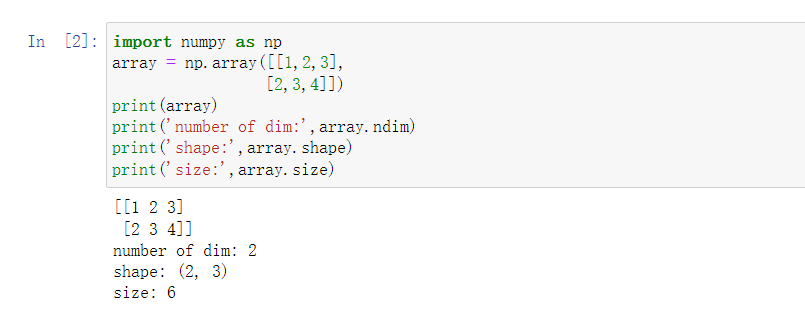 In [2]: import numpy as np
array = np.array([[1,2,3],
[2,3,4]])
print(array)
print('number of dim:',array.ndim)
print('shape:',array.shape)
print('size:',array.size)
[[1 2 3]
[2 3 4]]
number of dim: 2
shape: (2, 3)
size: 6